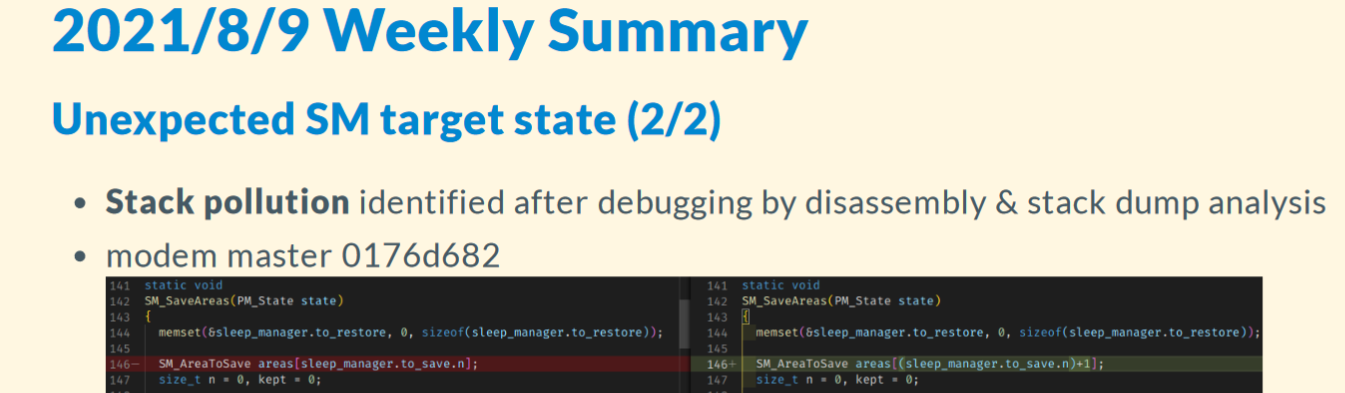 2021/8/9 Weekly Summary
Unexpected SM target state (2/2)
• Stack pollution identified after debugging by disassembly & stack dump analysis
• modem master 0176d682
141 static void
142 SM_SaveAreas(PM_State state)
143 {
144 memset(&sleep_manager.to_restore, 0, sizeof(sleep_manager.to_restore));
145
146− SM_AreaToSave areas[sleep_manager.to_save.n];
147 size_t n = 0, kept = 0;
141 static void
142 SM_SaveAreas(PM_State state)
143 {
144 memset(&sleep_manager.to_restore, 0, sizeof(sleep_manager.to_restore));
145
146+ SM_AreaToSave areas[(sleep_manager.to_save.n)+1];
147 size_t n = 0, kept = 0;